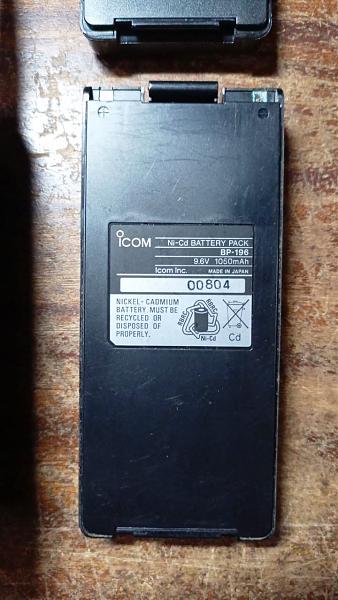 ICOM
Ni-Cd BATTERY PACK
BP-196
9.6V 1050mAh
Icom Inc. MADE IN JAPAN
00804
NICKEL-CADMIUM
BATTERY. MUST BE
RECYCLED OR
DISPOSED OF
PROPERLY.
Ni-Cd
Cd